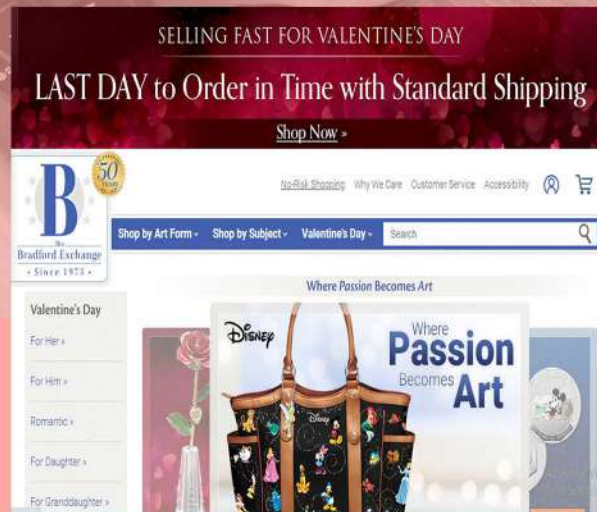 SELLING FAST FOR VALENTINE'S DAY
LAST DAY to Order in Time with Standard Shipping
Shop Now »
50
YEARS
B
The
Bradford Exchange
• Since 1973 •
No-Risk Shopping Why We Care Customer Service Accessibility
Shop by Art Form Shop by Subject Valentine's Day Search
Where Passion Becomes Art
Valentine's Day
For Her »
For Him »
Romantic »
For Daughter »
For Granddaughter »
Disney
Where
Passion
Becomes
Art
Disney